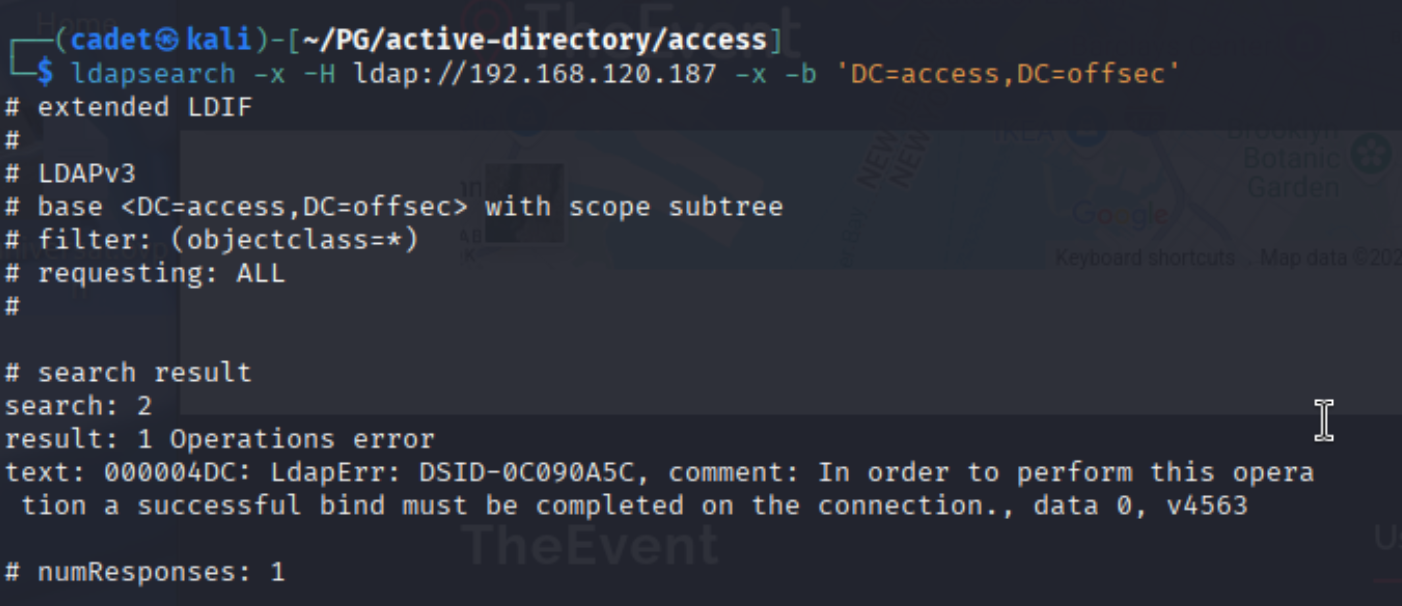 Home
TheEvent
┌──(cadet㉿kali)-[~/PG/active-directory/access]
└─$ ldapsearch -x -H ldap://192.168.120.187 -x -b 'DC=access,DC=offsec'
# extended LDIF
#
# LDAPv3
# base <DC=access,DC=offsec> with scope subtree
# filter: (objectclass=*)
# requesting: ALL
#
NEW
NEW
IKEA
Brooklyn
Botanic
Garden
Google
Keyboard shortcuts
Map data ©202
# search result
search: 2
result: 1 Operations error
text: 000004DC: LdapErr: DSID-0C090A5C, comment: In order to perform this opera
 tion a successful bind must be completed on the connection., data 0, v4563
TheEvent
# numResponses: 1